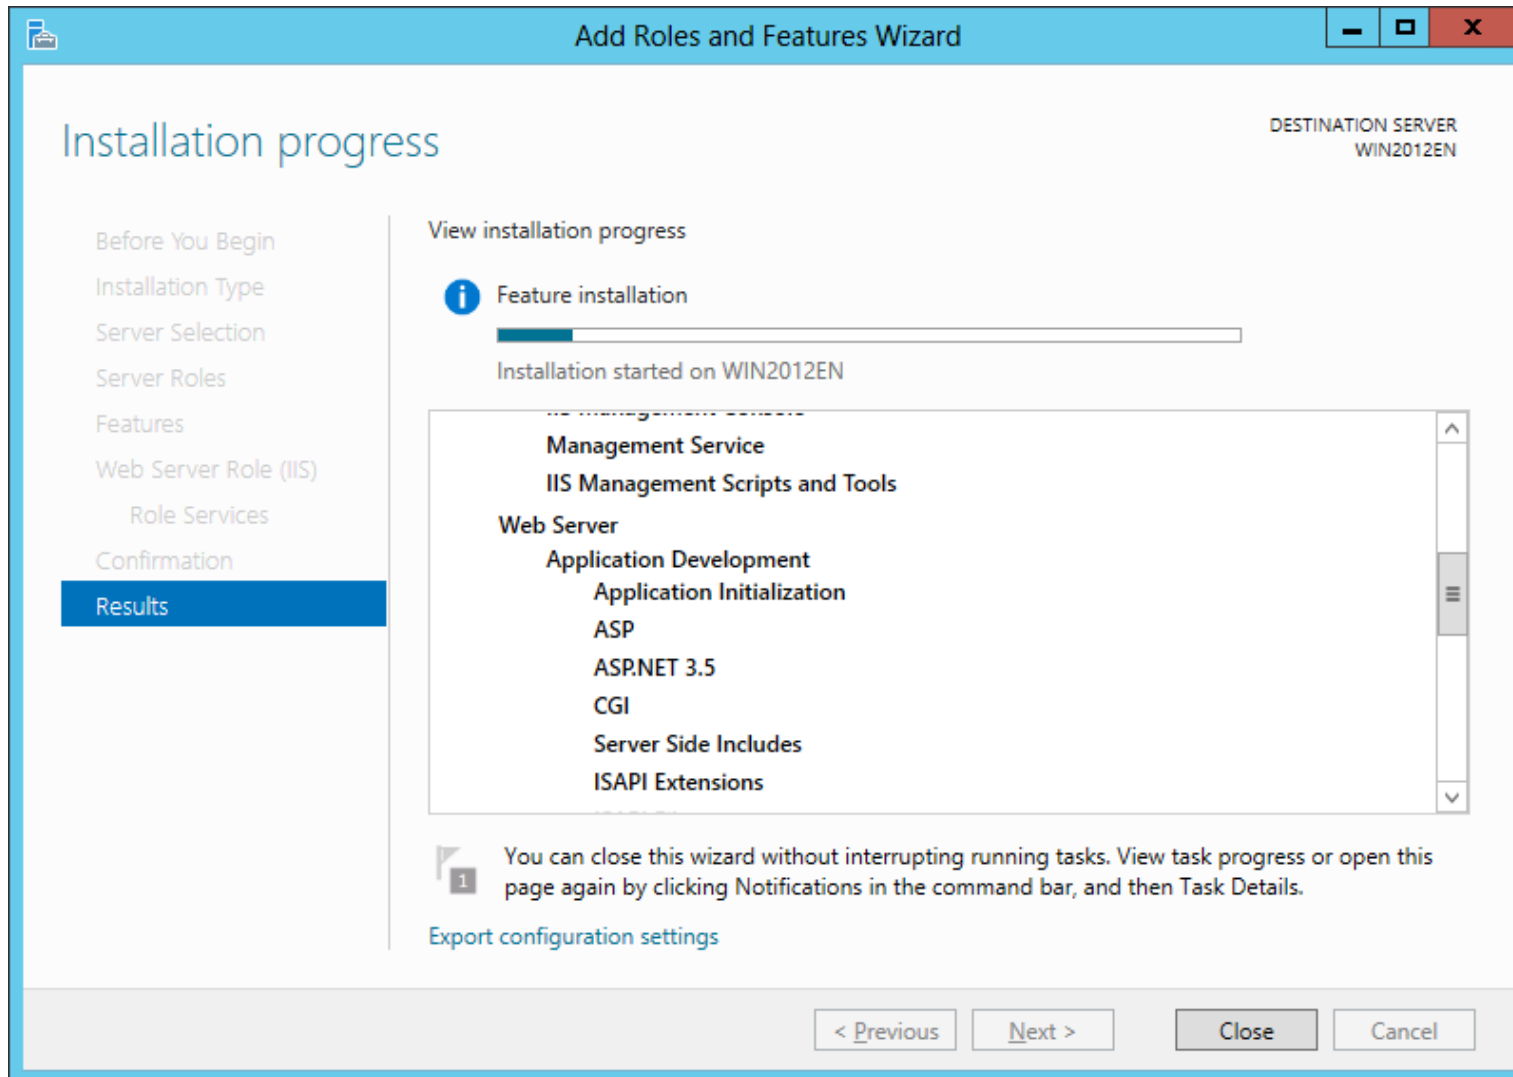 Add Roles and Features Wizard
Installation progress
DESTINATION SERVER
WIN2012EN
Before You Begin
Installation Type
Server Selection
Server Roles
Features
Web Server Role (IIS)
Role Services
Confirmation
Results
View installation progress
Feature installation
Installation started on WIN2012EN
IIS Management Console
Management Service
IIS Management Scripts and Tools
Web Server
Application Development
Application Initialization
ASP
ASP.NET 3.5
CGI
Server Side Includes
ISAPI Extensions
1
You can close this wizard without interrupting running tasks. View task progress or open this
page again by clicking Notifications in the command bar, and then Task Details.
Export configuration settings
< Previous
Next >
Close
Cancel